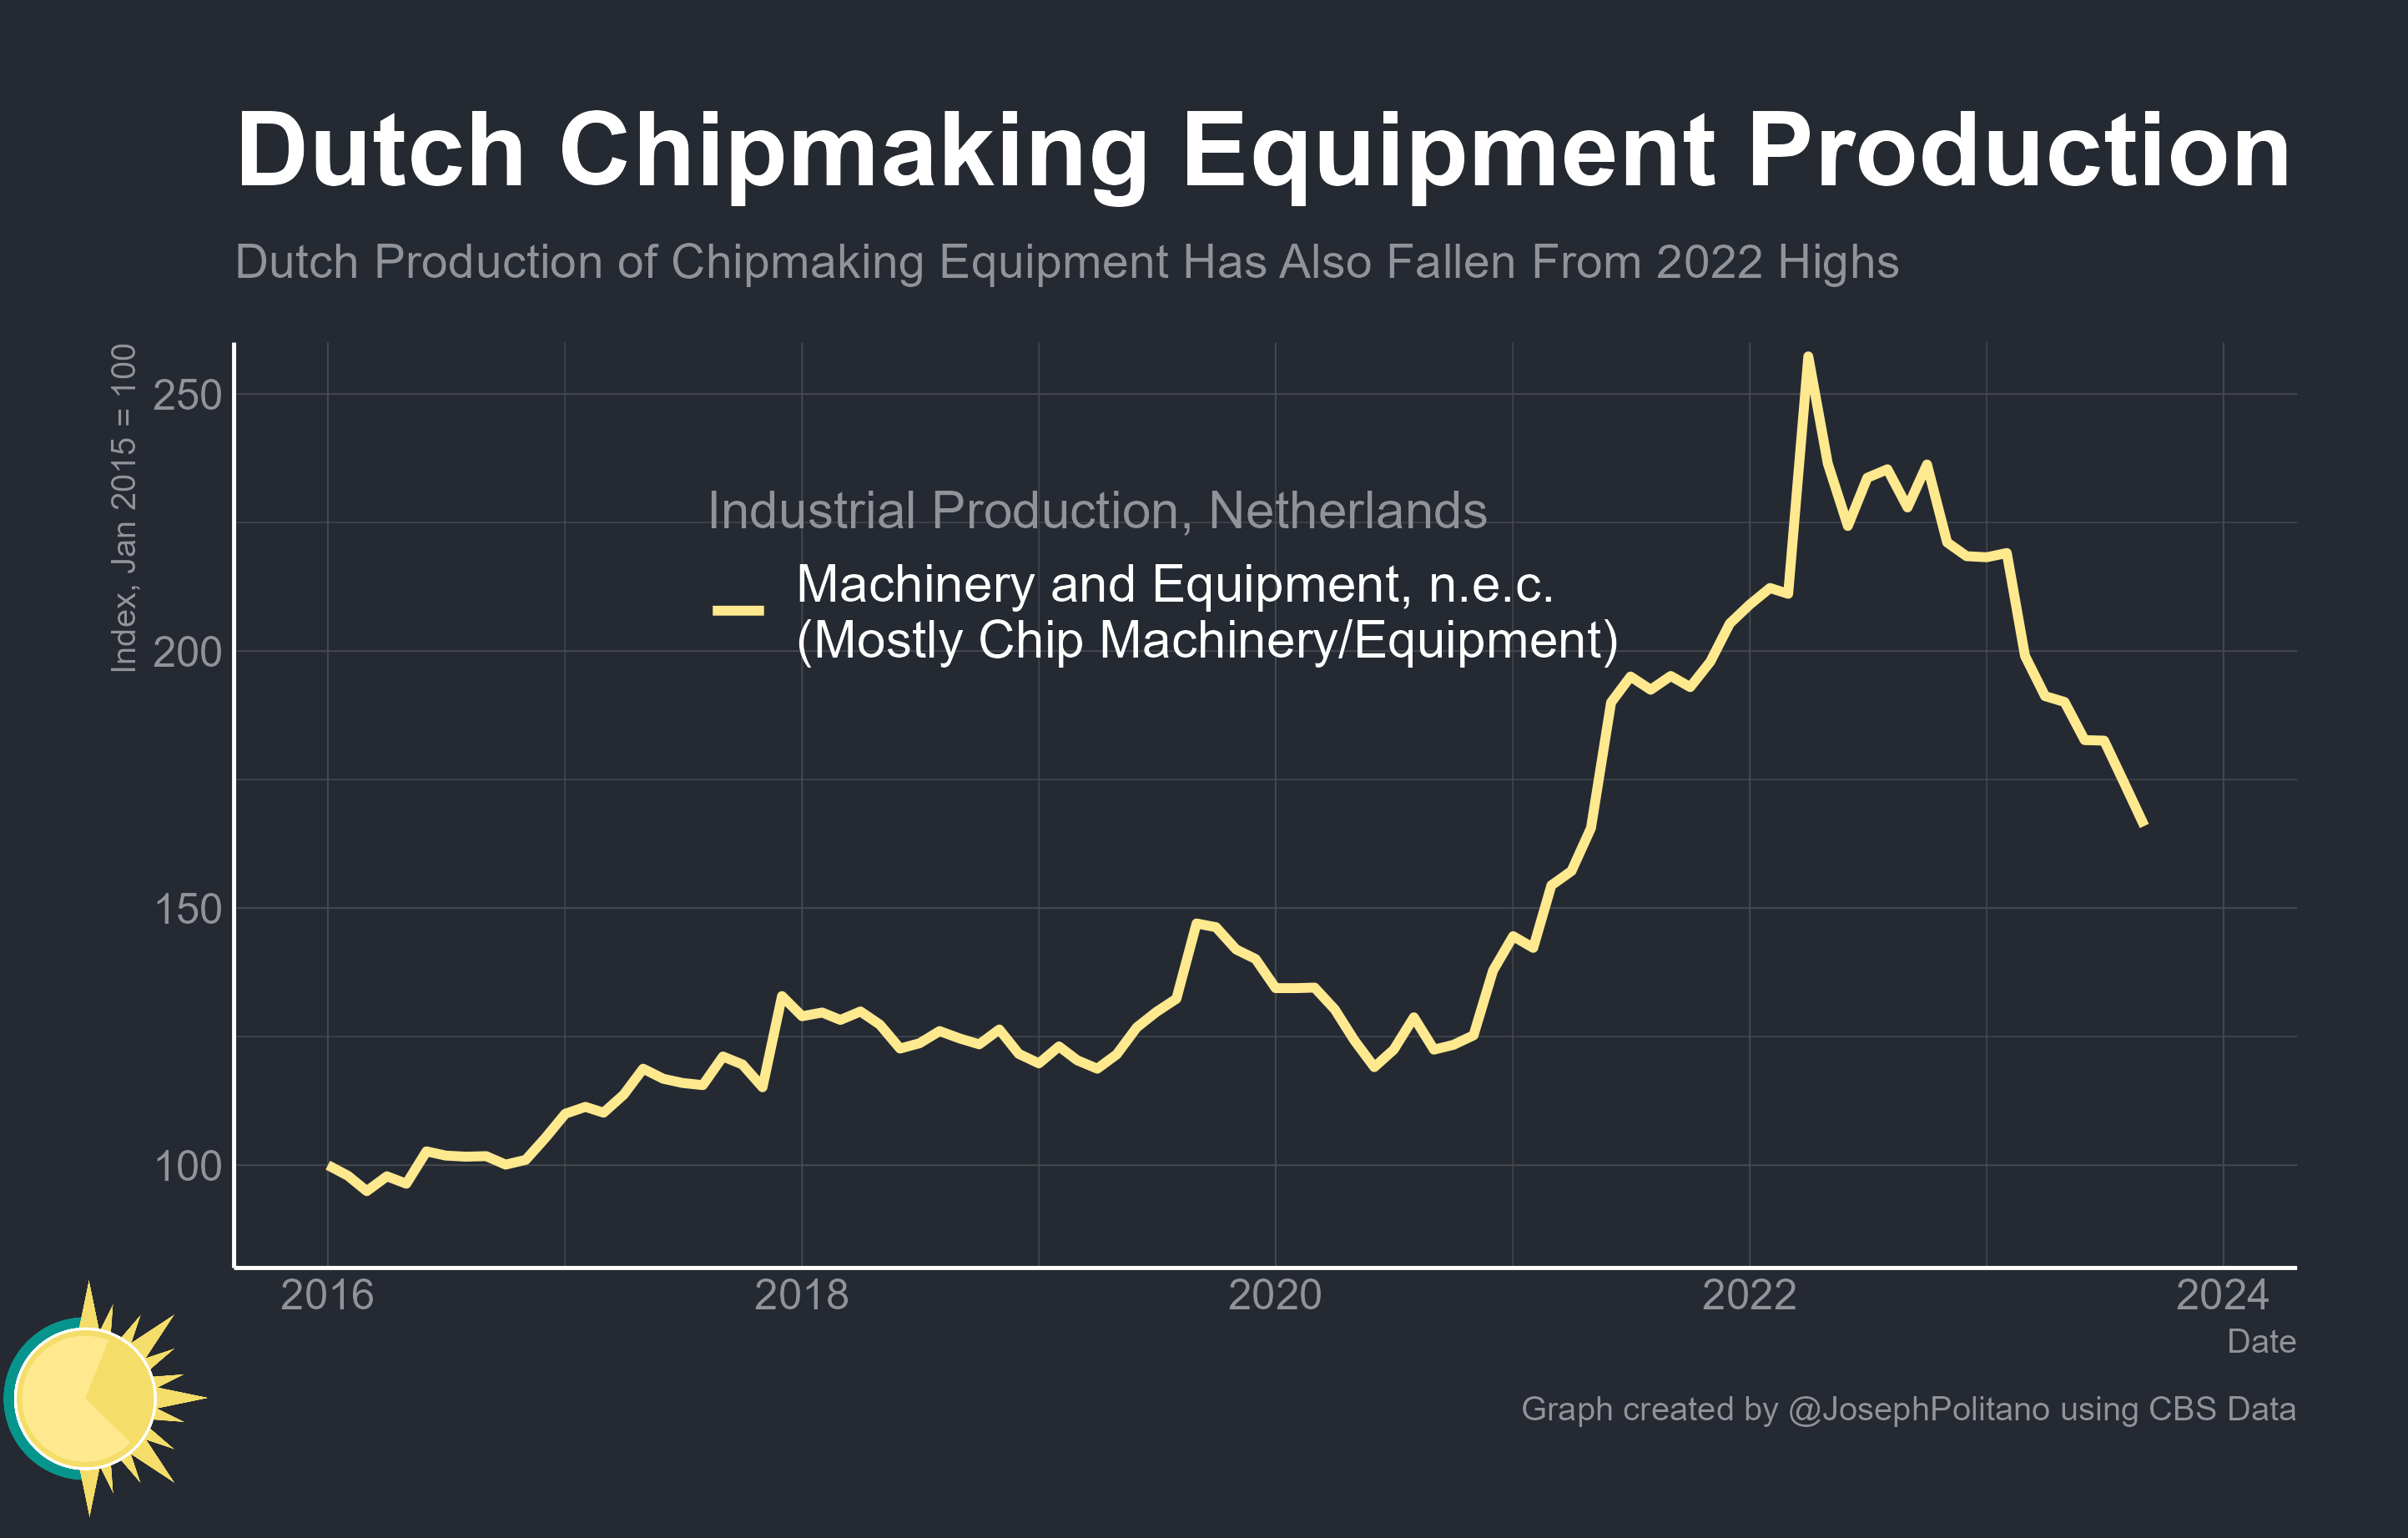 Dutch Chipmaking Equipment Production
Dutch Production of Chipmaking Equipment Has Also Fallen From 2022 Highs
Index, Jan 2015 = 100
250
200
150
100
Industrial Production, Netherlands
Machinery and Equipment, n.e.c.
(Mostly Chip Machinery/Equipment)
2016
2018
2020
2022
2024
Date
Graph created by @JosephPolitano using CBS Data